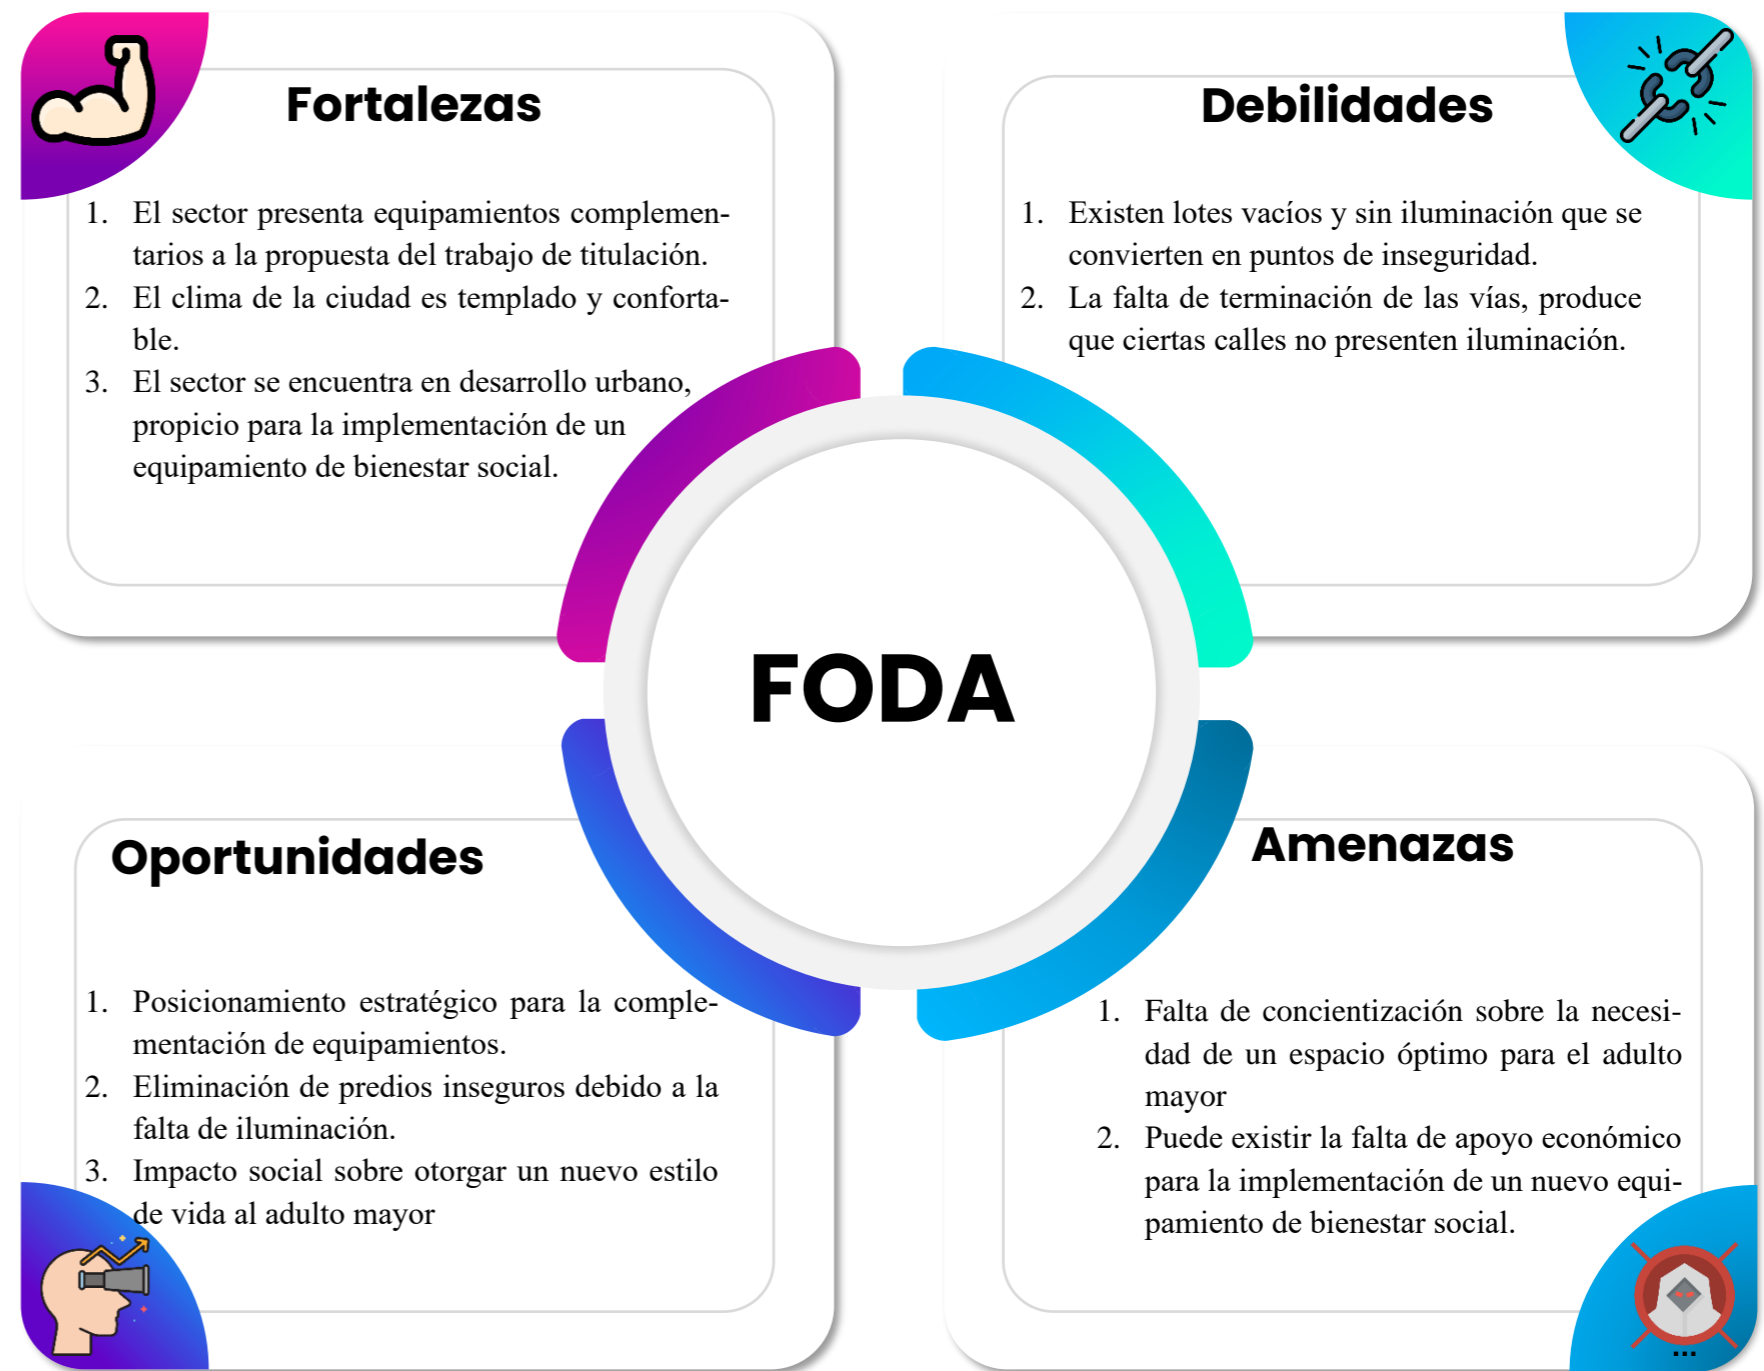 Fortalezas
1. El sector presenta equipamientos complemen-
tarios a la propuesta del trabajo de titulación.
2. El clima de la ciudad es templado y conforta-
ble.
3. El sector se encuentra en desarrollo urbano,
propicio para la implementación de un
equipamiento de bienestar social.
Debilidades
1. Existen lotes vacíos y sin iluminación que se
convierten en puntos de inseguridad.
2. La falta de terminación de las vías, produce
que ciertas calles no presenten iluminación.
FODA
Oportunidades
1. Posicionamiento estratégico para la comple-
mentación de equipamientos.
2. Eliminación de predios inseguros debido a la
falta de iluminación.
3. Impacto social sobre otorgar un nuevo estilo
de vida al adulto mayor
Amenazas
1. Falta de concientización sobre la necesi-
dad de un espacio óptimo para el adulto
mayor
2. Puede existir la falta de apoyo económico
para la implementación de un nuevo equi-
pamiento de bienestar social.
...